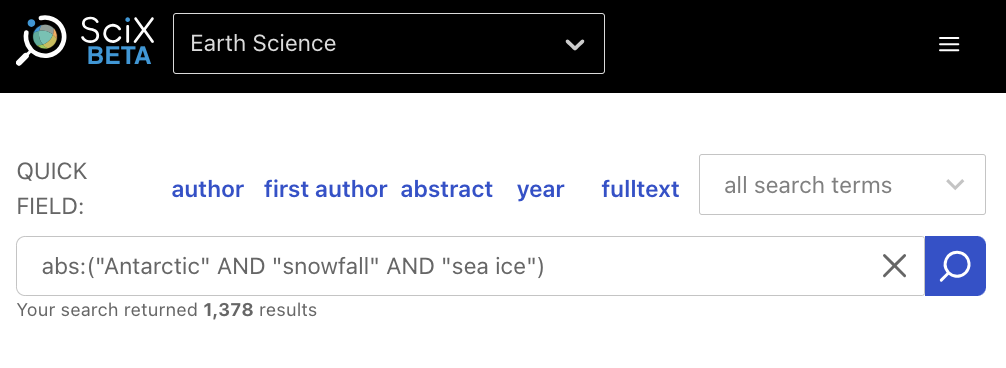 SciX
BETA
Earth Science
QUICK
FIELD:
author first author abstract year fulltext
all search terms
abs:("Antarctic" AND "snowfall" AND "sea ice")
Your search returned 1,378 results